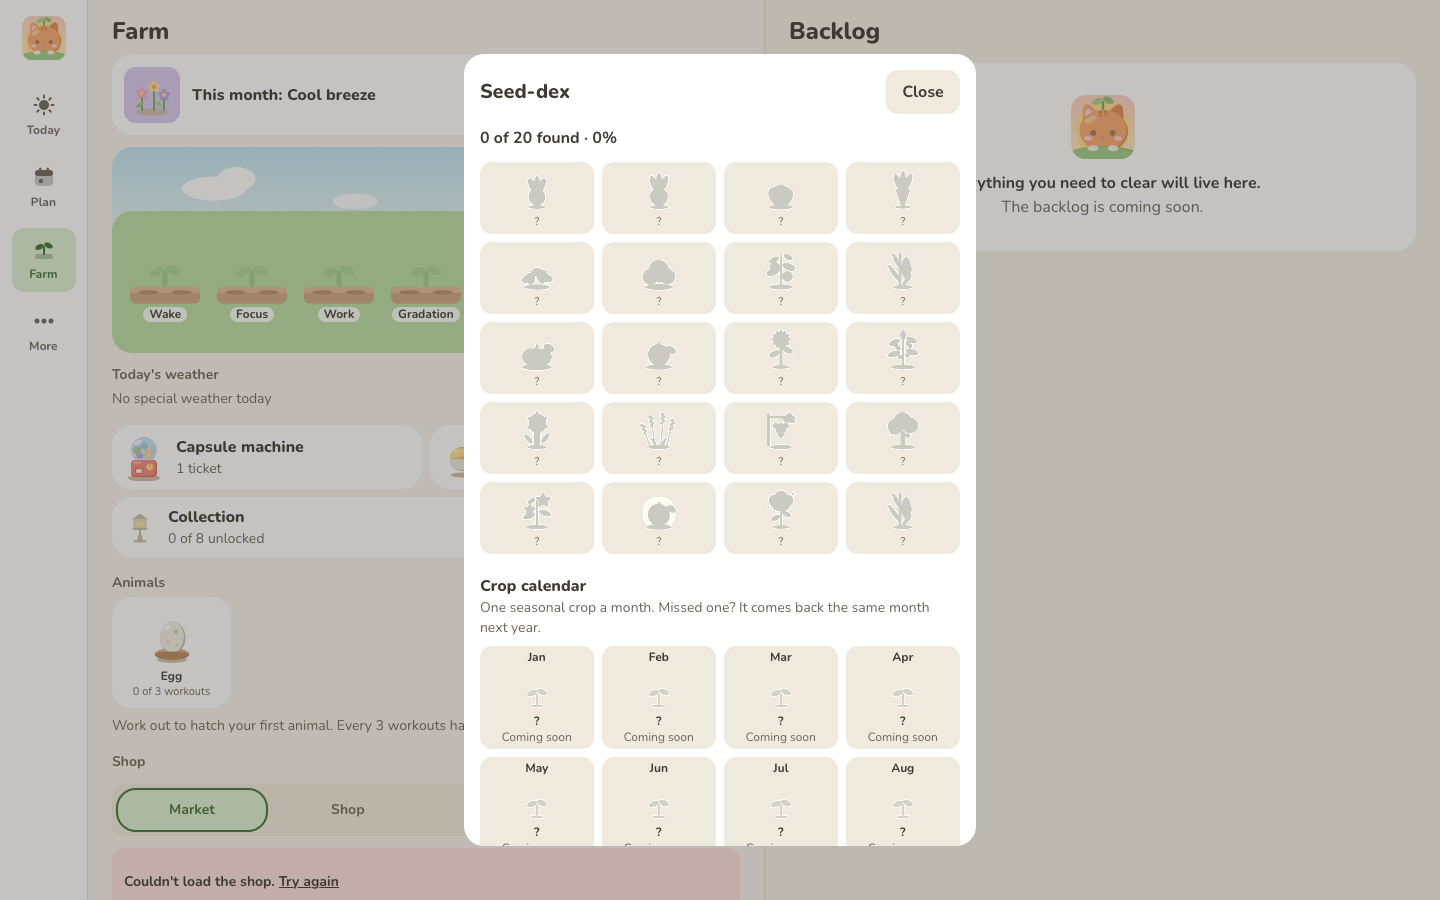 Farm
Backlog
Today
Plan
Farm
More
This month: Cool breeze
Wake
Focus
Work
Gradation
Today's weather
No special weather today
Capsule machine
1 ticket
Collection
0 of 8 unlocked
Animals
Egg
0 of 3 workouts
Work out to hatch your first animal. Every 3 workouts
Shop
Market
Shop
Couldn't load the shop. Try again
Seed-dex
Close
0 of 20 found · 0%
? ? ? ?
? ? ? ?
? ? ? ?
? ? ? ?
? ? ? ?
Crop calendar
One seasonal crop a month. Missed one? It comes back the same month
next year.
Jan Feb Mar Apr
? ? ? ?
Coming soon Coming soon Coming soon Coming soon
May Jun Jul Aug
? ? ? ?
you need to clear will live here.
The backlog is coming soon.